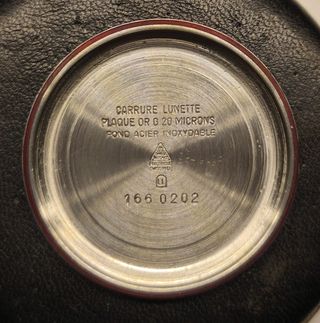 CARRURE LUNETTE
PLAQUE OR G 20 MICRONS
FOND ACIER INOXYDABLE
166 0202